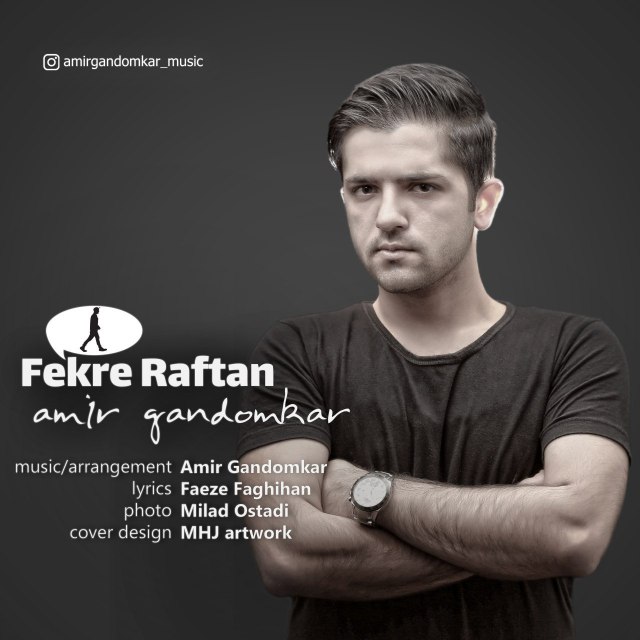 amirgandomkar_music
Fekre Raftan
amir gandomkar
music/arrangement Amir Gandomkar
lyrics Faeze Faghihan
photo Milad Ostadi
cover design MHJ artwork